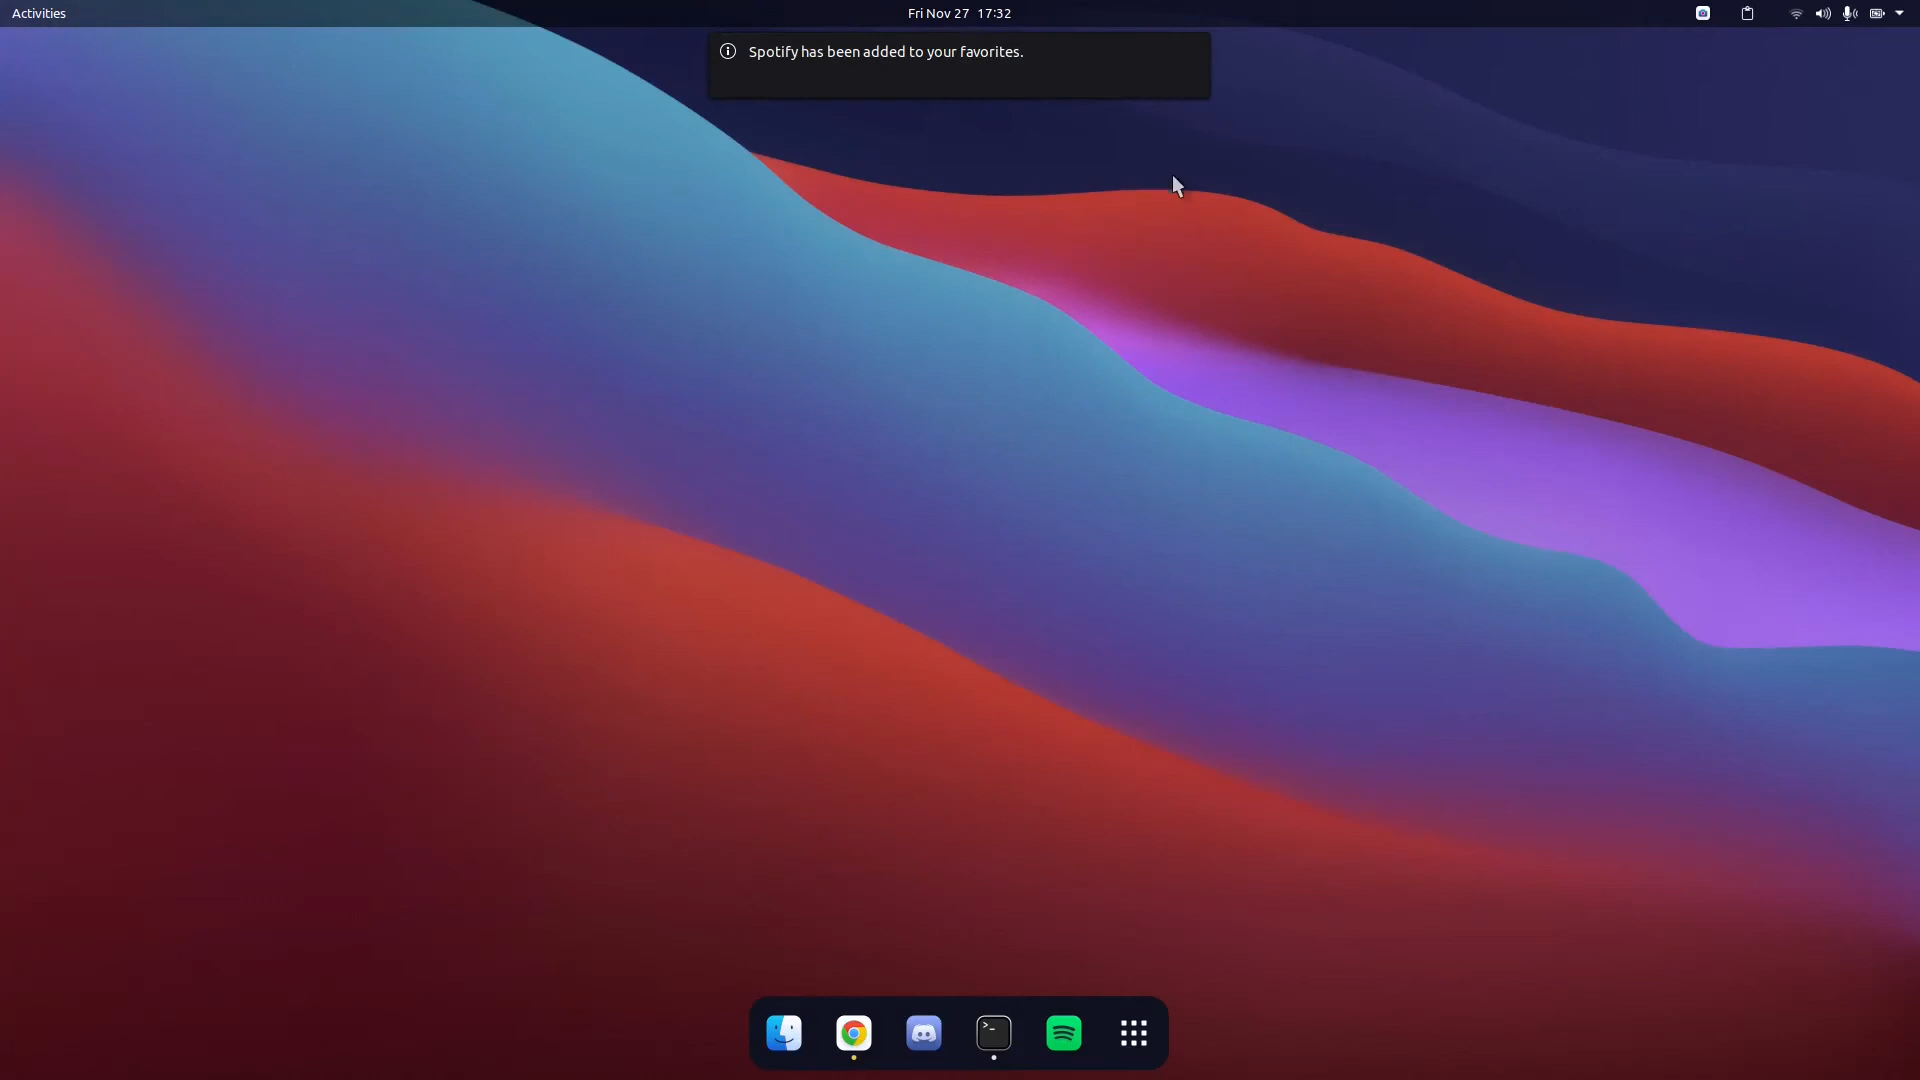 Activities
Fri Nov 27 17:32
Spotify has been added to your favorites.
>_